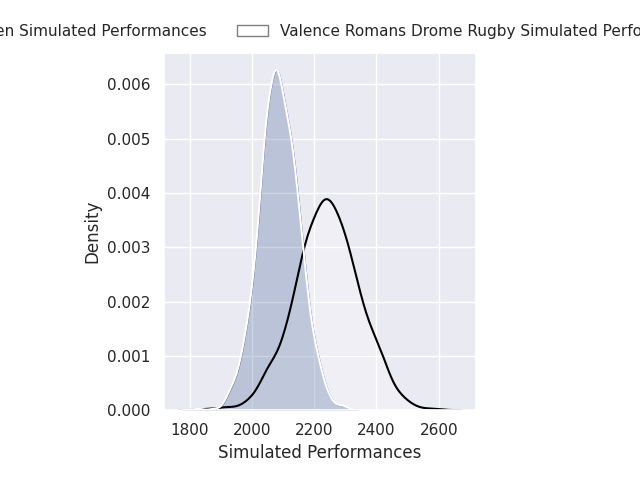 en Simulated Performances Valence Romans Drome Rugby Simulated Perfo
0.006
0.005
0.004
0.003
0.002
0.001
0.000
Density
1800 2000 2200 2400 2600
Simulated Performances